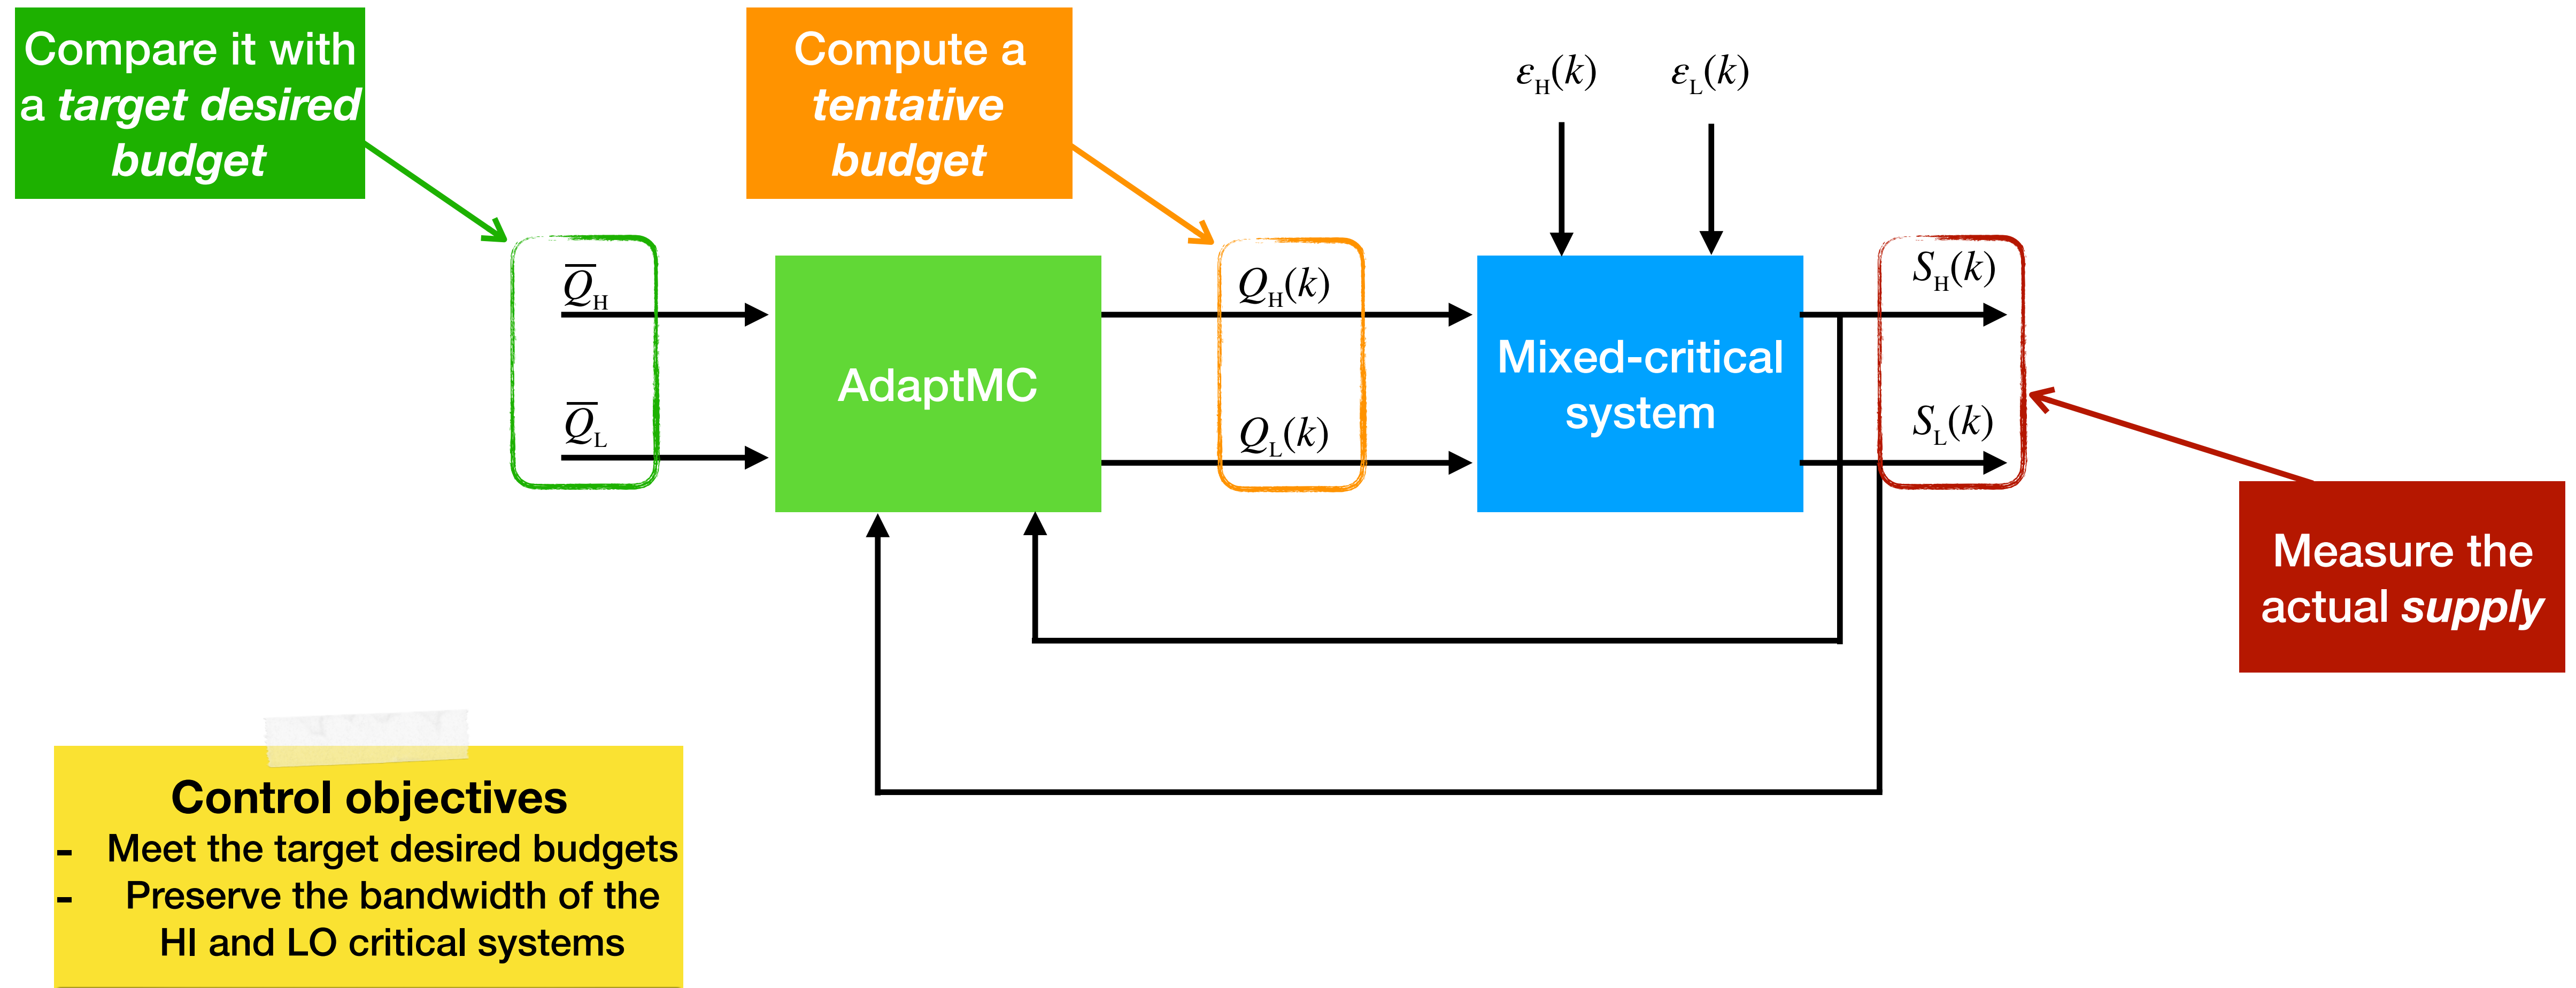 Compare it with
a target desired
budget
Compute a
tentative
budget
ε_H(k)
ε_L(k)
Q̅_H
Q̅_L
AdaptMC
Q_H(k)
Q_L(k)
Mixed-critical
system
S_H(k)
S_L(k)
Measure the
actual supply
Control objectives
- Meet the target desired budgets
- Preserve the bandwidth of the
HI and LO critical systems